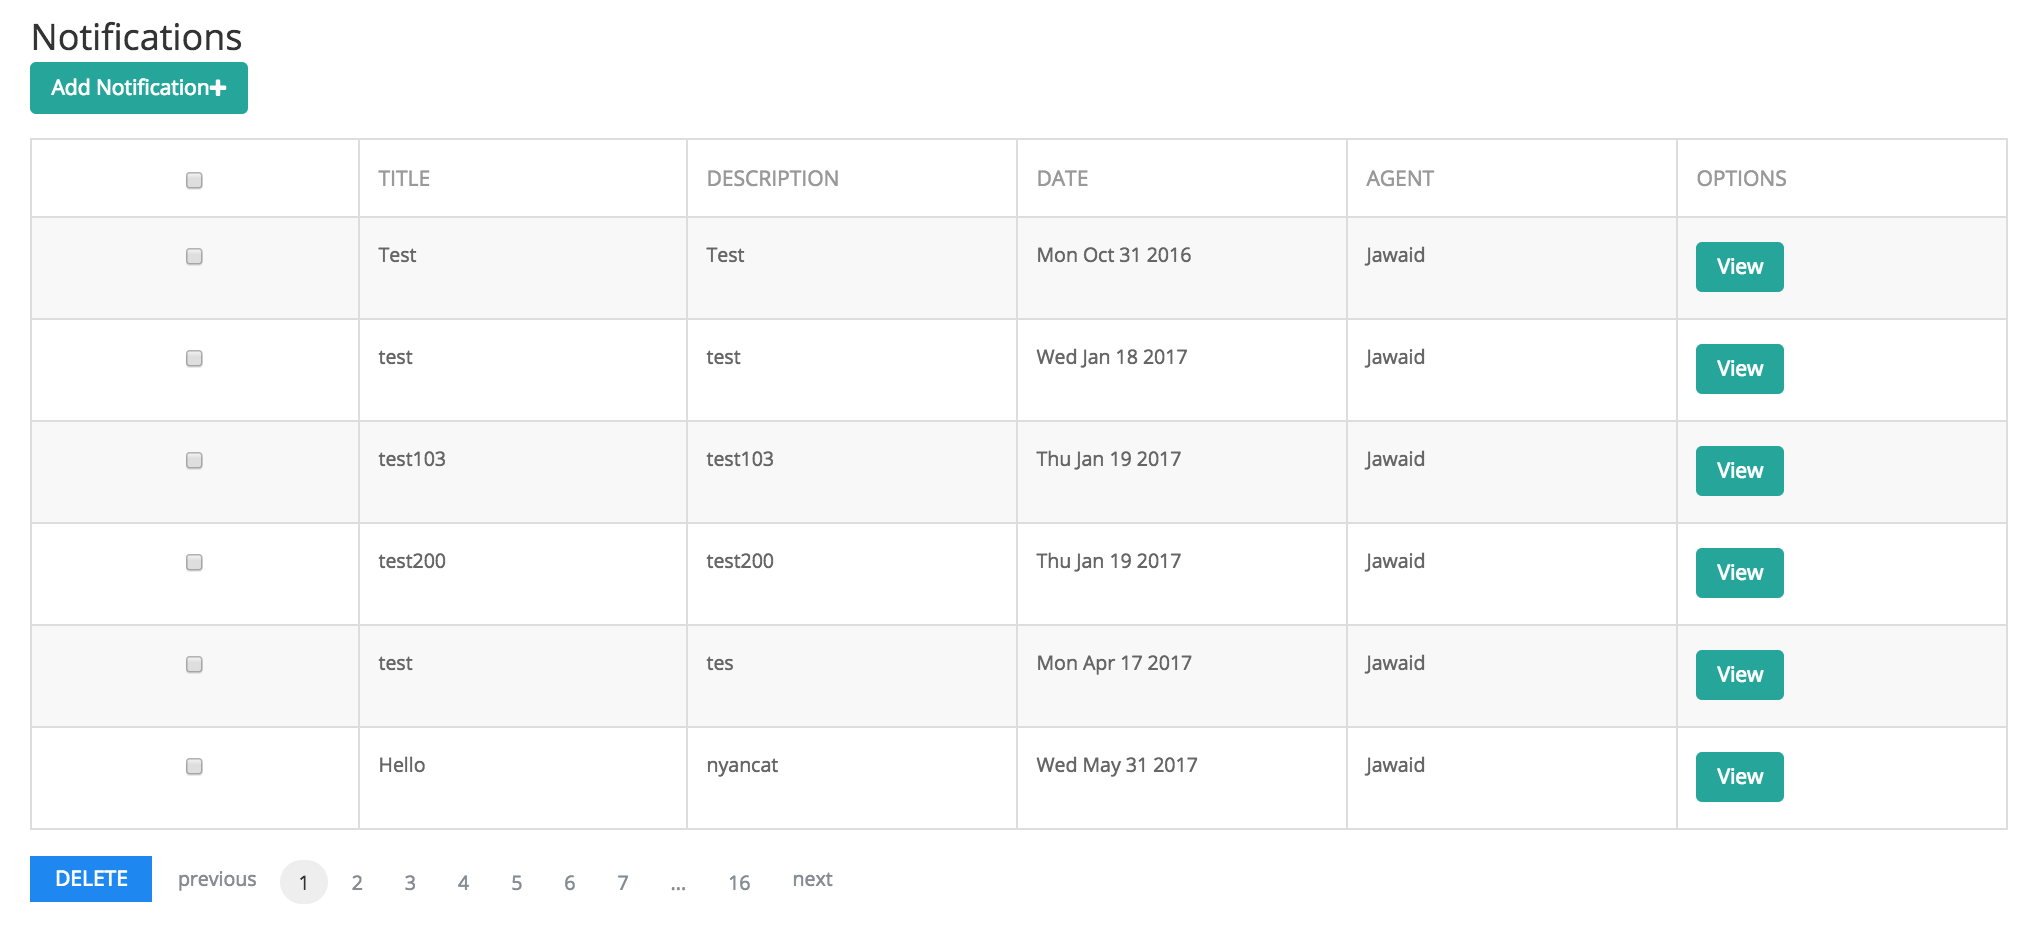 Notifications
Add Notification+
TITLE DESCRIPTION DATE AGENT OPTIONS
Test Test Mon Oct 31 2016 Jawaid View
test test Wed Jan 18 2017 Jawaid View
test103 test103 Thu Jan 19 2017 Jawaid View
test200 test200 Thu Jan 19 2017 Jawaid View
test tes Mon Apr 17 2017 Jawaid View
Hello nyancat Wed May 31 2017 Jawaid View
DELETE previous 1 2 3 4 5 6 7 ... 16 next